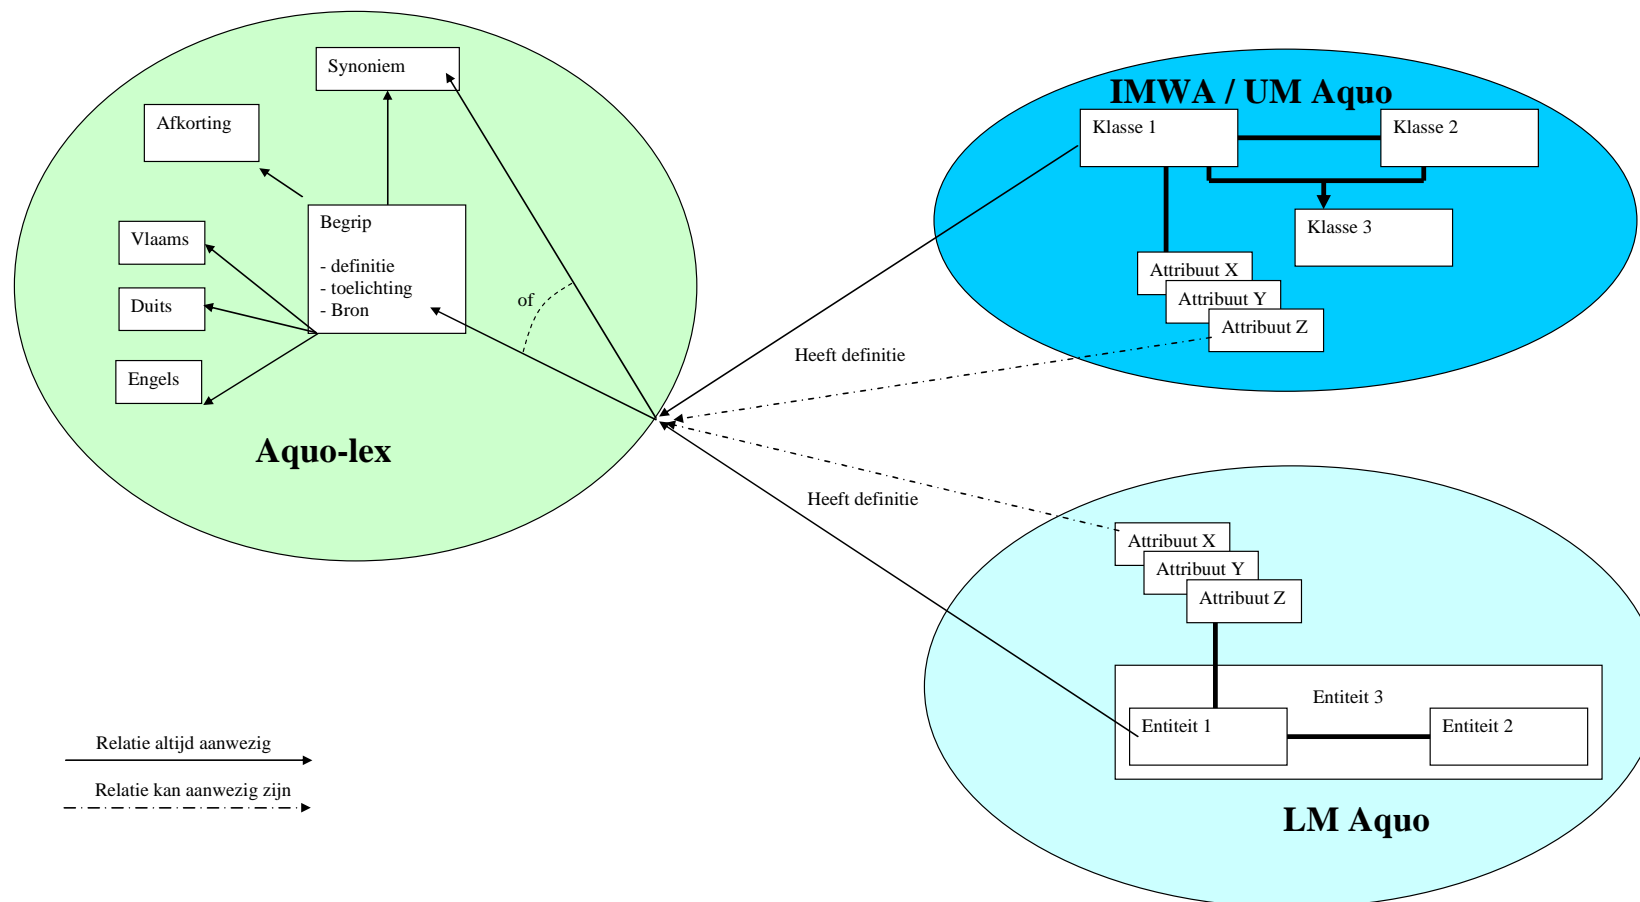 Synoniem
Afkorting
Begrip
- definitie
- toelichting
- Bron
Vlaams
Duits
Engels
of
Aquo-lex
IMWA / UM Aquo
Klasse 1
Klasse 2
Klasse 3
Attribuut X
Attribuut Y
Attribuut Z
Heeft definitie
Heeft definitie
Attribuut X
Attribuut Y
Attribuut Z
Entiteit 3
Entiteit 1
Entiteit 2
LM Aquo
Relatie altijd aanwezig
Relatie kan aanwezig zijn